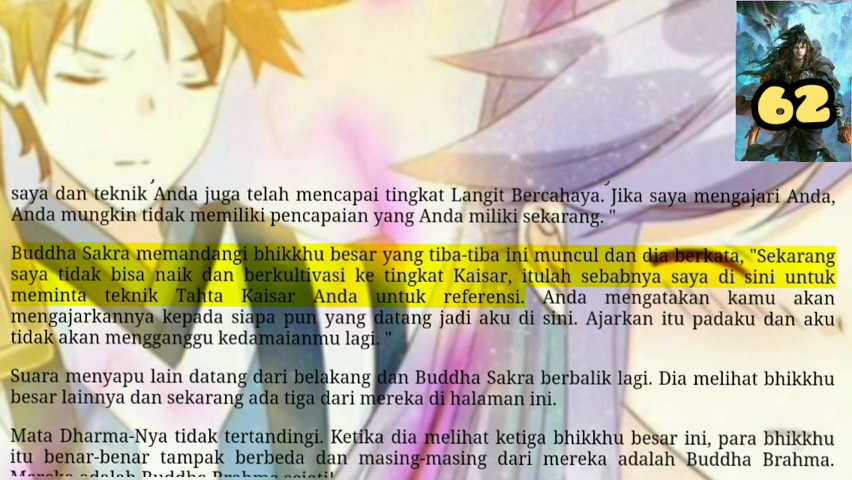 62
saya dan teknik Anda juga telah mencapai tingkat Langit Bercahaya. Jika saya mengajari Anda,
Anda mungkin tidak memiliki pencapaian yang Anda miliki sekarang. "
Buddha Sakra memandangi bhikkhu besar yang tiba-tiba ini muncul dan dia berkata, "Sekarang
saya tidak bisa naik dan berkultivasi ke tingkat Kaisar, itulah sebabnya saya di sini untuk
meminta teknik Tahta Kaisar Anda untuk referensi. Anda mengatakan kamu akan
mengajarkannya kepada siapa pun yang datang jadi aku di sini. Ajarkan itu padaku dan aku
tidak akan mengganggu kedamaianmu lagi. "
Suara menyapu lain datang dari belakang dan Buddha Sakra berbalik lagi. Dia melihat bhikkhu
besar lainnya dan sekarang ada tiga dari mereka di halaman ini.
Mata Dharma-Nya tidak tertandingi. Ketika dia melihat ketiga bhikkhu besar ini, para bhikkhu
itu benar-benar tampak berbeda dan masing-masing dari mereka adalah Buddha Brahma.
Mereka adalah Buddha Brahma sejati!